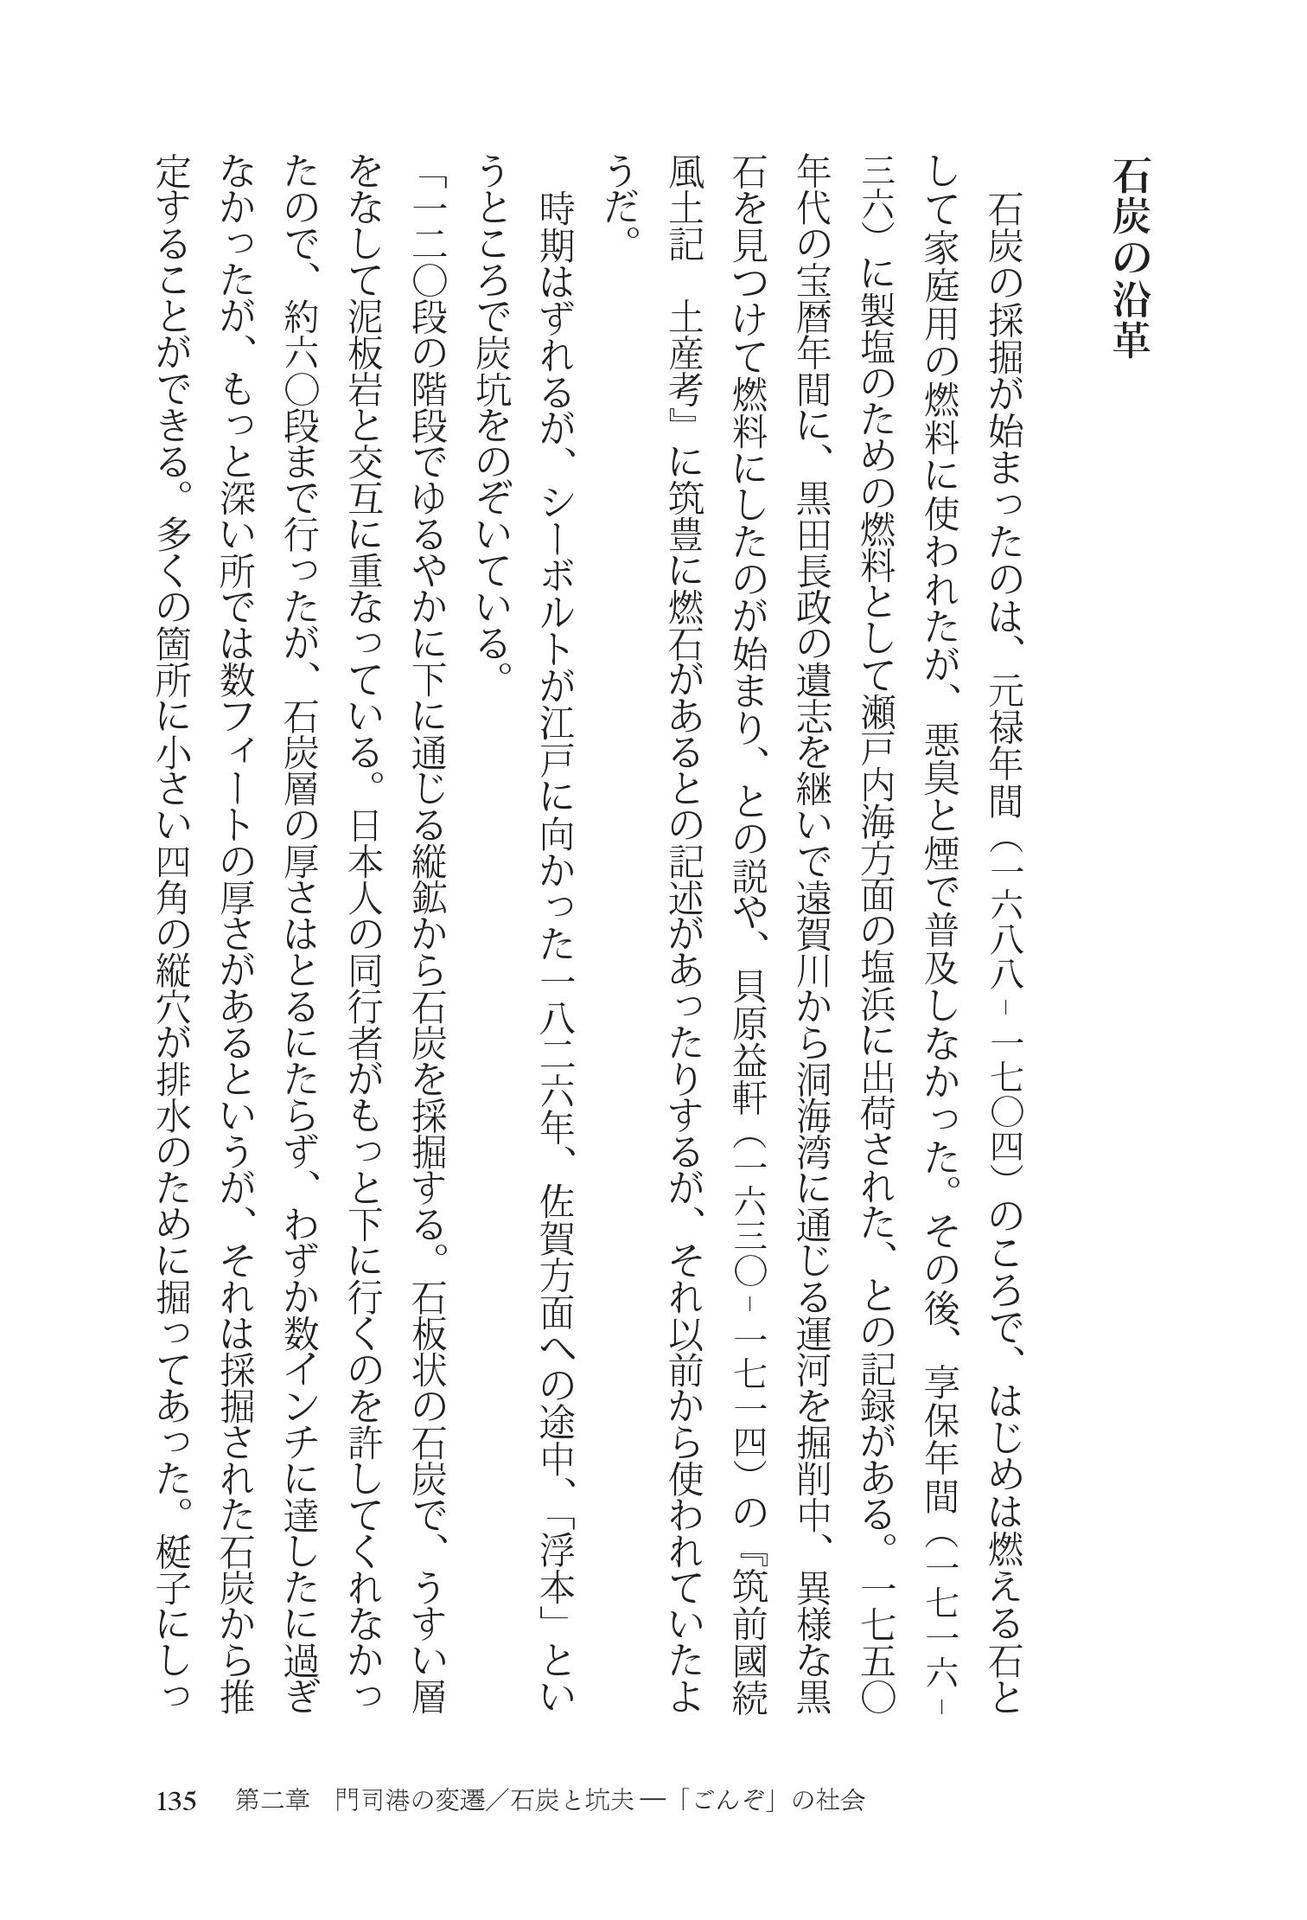 石炭の沿革
　石炭の採掘が始まったのは、元禄年間（一六八八–一七〇四）のころで、はじめは燃える石と
して家庭用の燃料に使われたが、悪臭と煙で普及しなかった。その後、享保年間（一七一六–
三六）に製塩のための燃料として瀬戸内海方面の塩浜に出荷された、との記録がある。一七五〇
年代の宝暦年間に、黒田長政の遺志を継いで遠賀川から洞海湾に通じる運河を掘削中、異様な黒
石を見つけて燃料にしたのが始まり、との説や、貝原益軒（一六三〇–一七一四）の『筑前國続
風土記　土産考』に筑豊に燃石があるとの記述があったりするが、それ以前から使われていたよ
うだ。
　時期はずれるが、シーボルトが江戸に向かった一八二六年、佐賀方面への途中、「浮本」とい
うところで炭坑をのぞいている。
「一二〇段の階段でゆるやかに下に通じる縦鉱から石炭を採掘する。石板状の石炭で、うすい層
をなして泥板岩と交互に重なっている。日本人の同行者がもっと下に行くのを許してくれなかっ
たので、約六〇段まで行ったが、石炭層の厚さはとるにたらず、わずか数インチに達したに過ぎ
なかったが、もっと深い所では数フィートの厚さがあるというが、それは採掘された石炭から推
定することができる。多くの箇所に小さい四角の縦穴が排水のために掘ってあった。梃子にしっ
135　第二章　門司港の変遷／石炭と坑夫―「ごんぞ」の社会